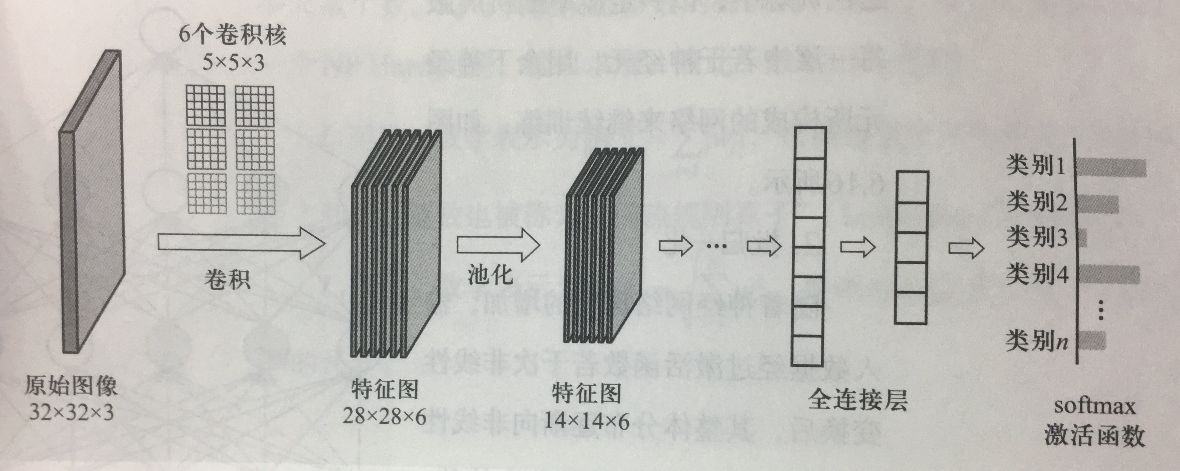 6个卷积核
5×5×3
卷积
池化
原始图像
32×32×3
特征图
28×28×6
特征图
14×14×6
...
全连接层
类别1
类别2
类别3
类别4
⋮
类别n
softmax
激活函数